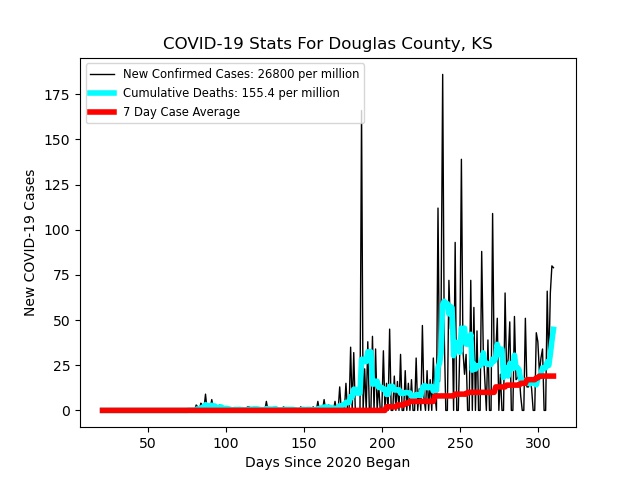 COVID-19 Stats For Douglas County, KS
New Confirmed Cases: 26800 per million
Cumulative Deaths: 155.4 per million
7 Day Case Average
New COVID-19 Cases
175
150
125
100
75
50
25
0
50 100 150 200 250 300
Days Since 2020 Began